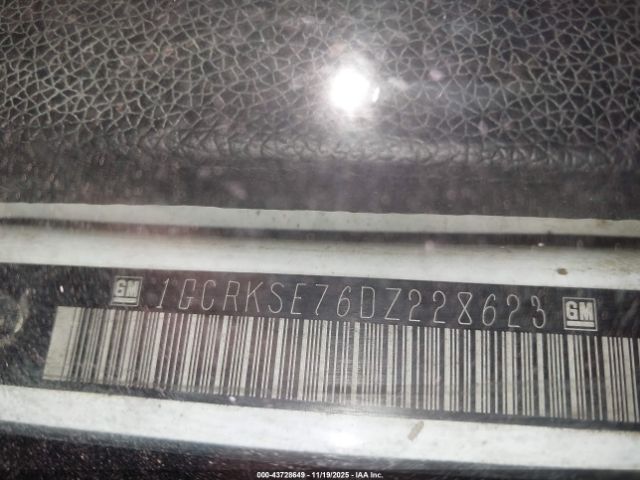 GM 1GCRKSE76DZ228623 GM
000-43728649 - 11/19/2025 - IAA Inc.